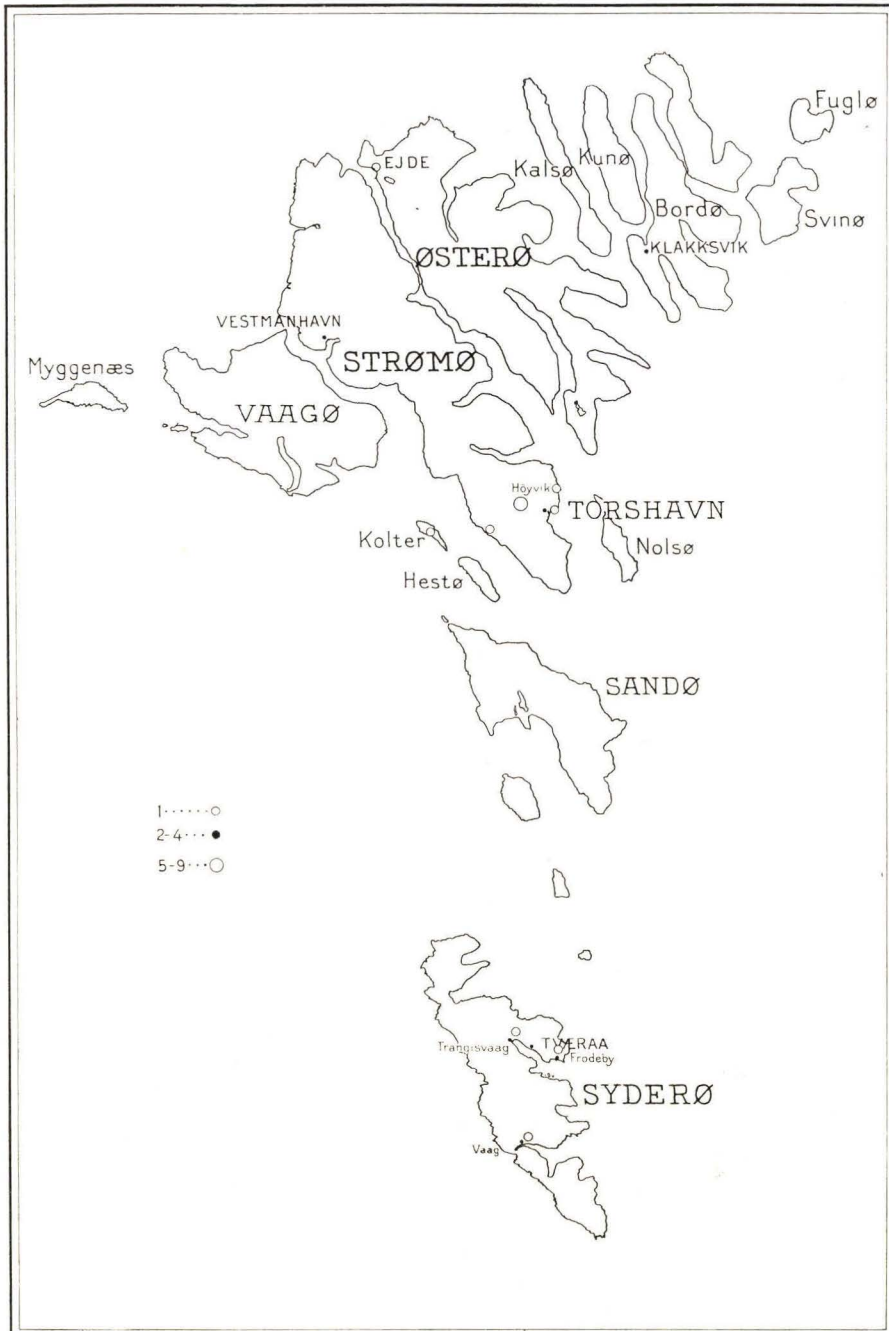 Fuglø
EJDE
Kalsø
Kunø
Bordø
Svinø
KLAKKSVIK
ØSTERØ
VESTMANHAVN
STRØMØ
Myggenæs
VAAGØ
Höyvik
TORSHAVN
Kolter
Nolsø
Hestø
SANDØ
1
2-4
5-9
TVÆRAA
Trangisvaag
Frodeby
SYDERØ
Vaag